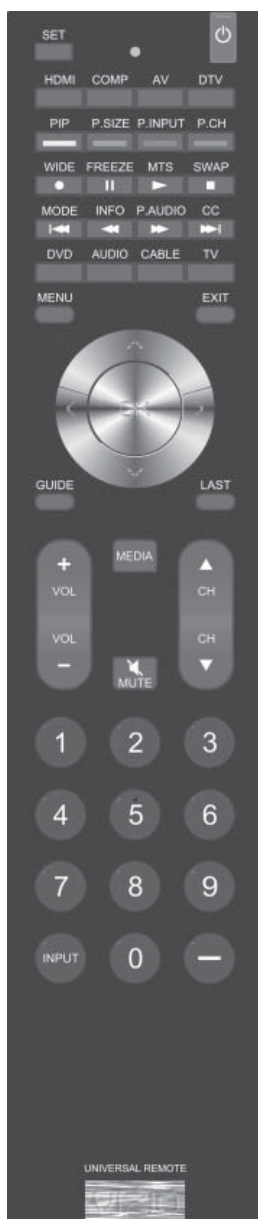 SET
HDMI COMP AV DTV
PIP P.SIZE P.INPUT P.CH
WIDE FREEZE MTS SWAP
MODE INFO P.AUDIO CC
DVD AUDIO CABLE TV
MENU EXIT
OK
GUIDE LAST
+ MEDIA
VOL CH
VOL CH
− MUTE
1 2 3
4 5 6
7 8 9
INPUT 0 −
UNIVERSAL REMOTE
VIZIO